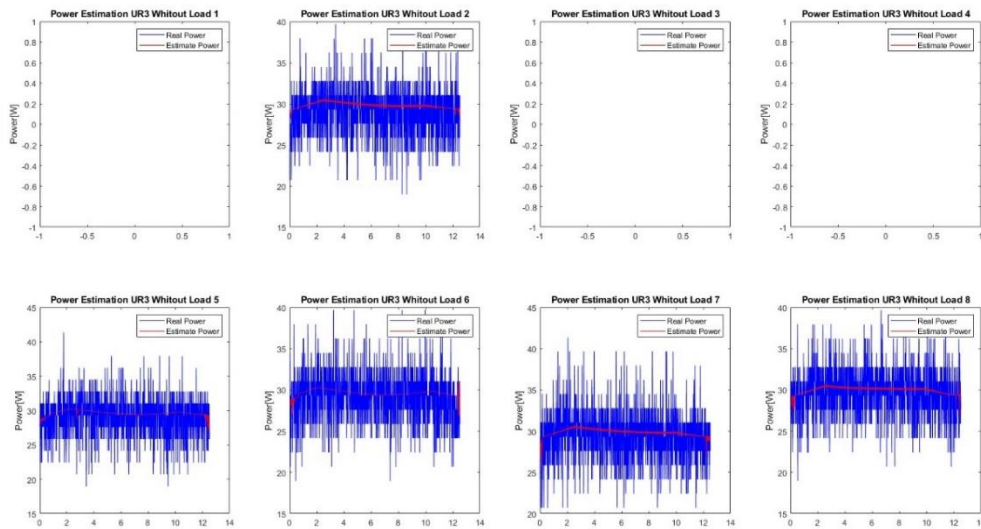 Power Estimation UR3 Whitout Load 1
Real Power
Estimate Power
Power[W]
1
0.8
0.6
0.4
0.2
0
-0.2
-0.4
-0.6
-0.8
-1
-1 -0.5 0 0.5 1
Power Estimation UR3 Whitout Load 2
Real Power
Estimate Power
Power[W]
40
35
30
25
20
15
0 2 4 6 8 10 12 14
Power Estimation UR3 Whitout Load 3
Real Power
Estimate Power
Power[W]
1
0.8
0.6
0.4
0.2
0
-0.2
-0.4
-0.6
-0.8
-1
-1 -0.5 0 0.5 1
Power Estimation UR3 Whitout Load 4
Real Power
Estimate Power
Power[W]
1
0.8
0.6
0.4
0.2
0
-0.2
-0.4
-0.6
-0.8
-1
-1 -0.5 0 0.5 1
Power Estimation UR3 Whitout Load 5
Real Power
Estimate Power
Power[W]
45
40
35
30
25
20
15
0 2 4 6 8 10 12 14
Power Estimation UR3 Whitout Load 6
Real Power
Estimate Power
Power[W]
40
35
30
25
20
15
0 2 4 6 8 10 12 14
Power Estimation UR3 Whitout Load 7
Real Power
Estimate Power
Power[W]
45
40
35
30
25
20
0 2 4 6 8 10 12 14
Power Estimation UR3 Whitout Load 8
Real Power
Estimate Power
Power[W]
40
35
30
25
20
15
0 2 4 6 8 10 12